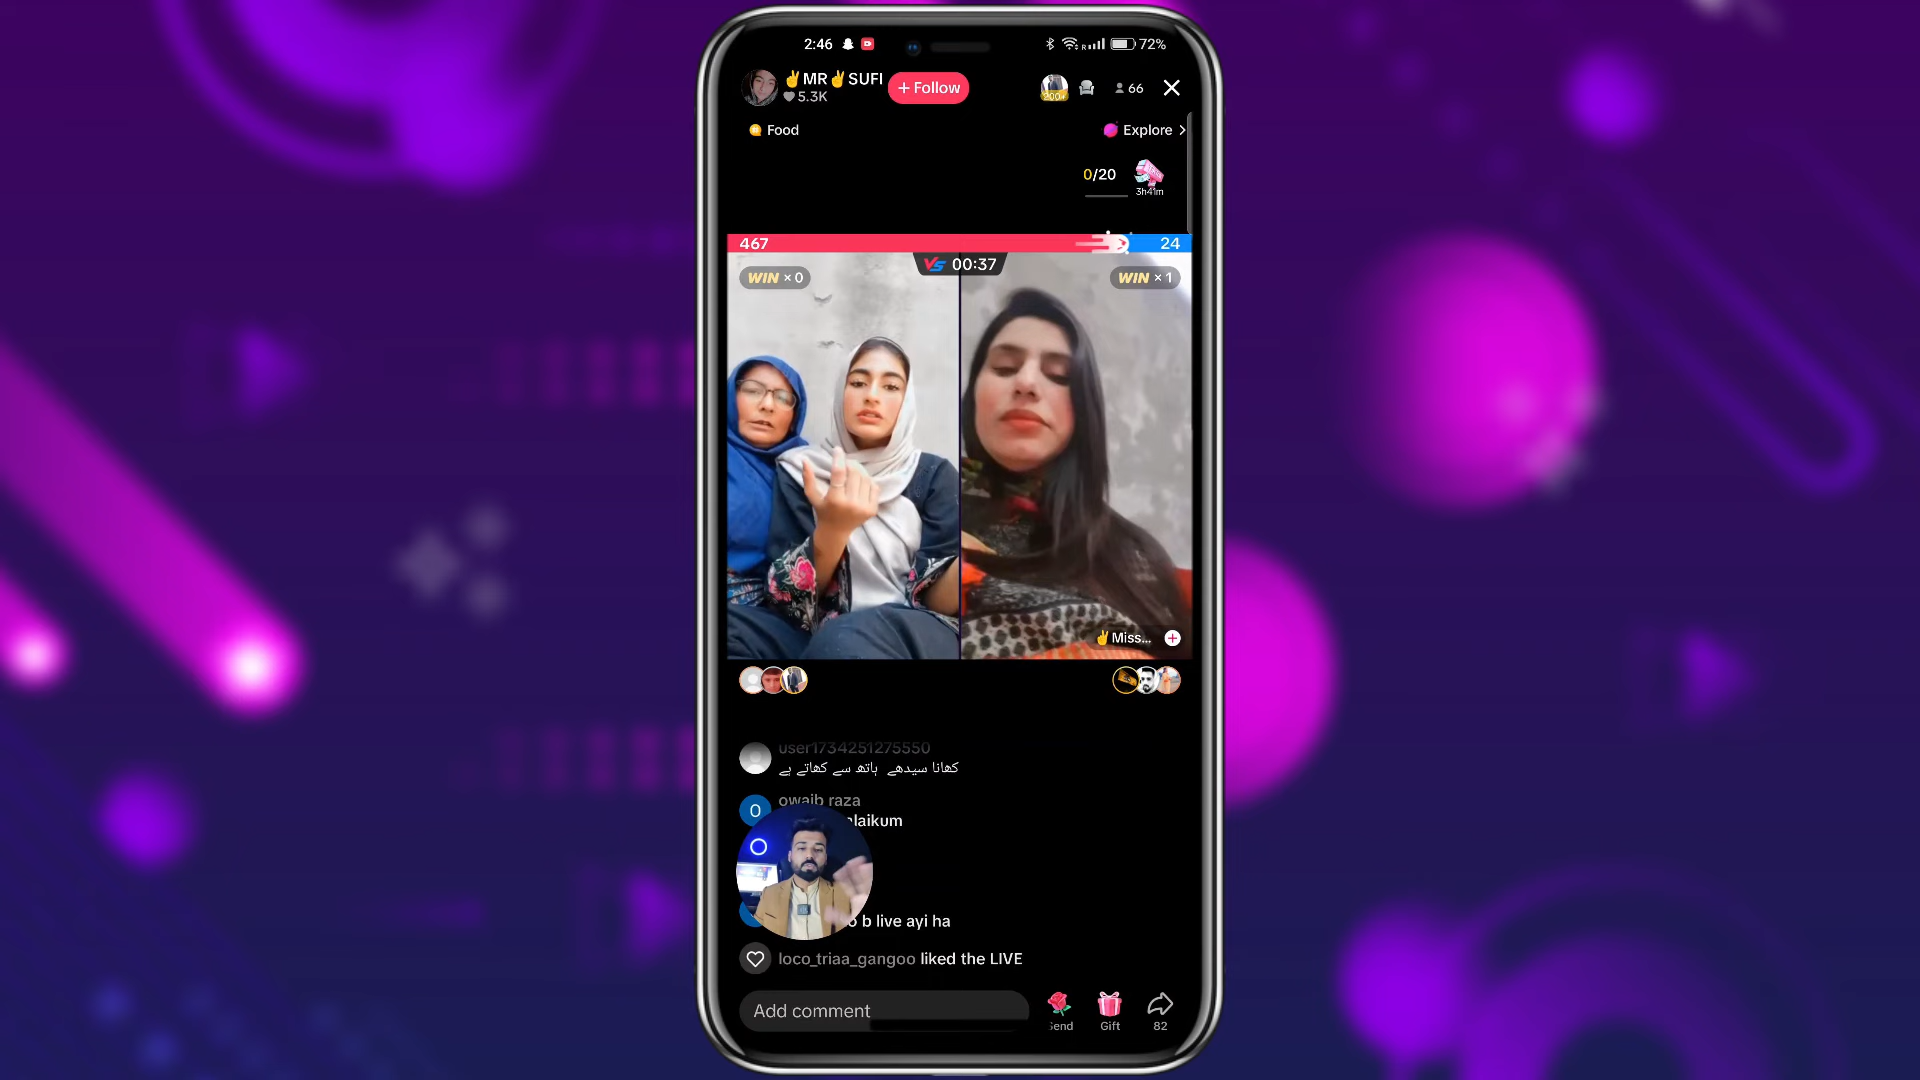 2:46
72%
✌MR✌SUFI
5.3K
+ Follow
66
Food
Explore >
0/20
3h41m
467
24
VS 00:37
WIN × 0
WIN × 1
✌Miss...
user1734251275550
کھانا سیدھے ہاتھ سے کھاتے ہے
O
owaib raza
laikum
b live ayi ha
loco_triaa_gangoo liked the LIVE
Add comment
Gift
82